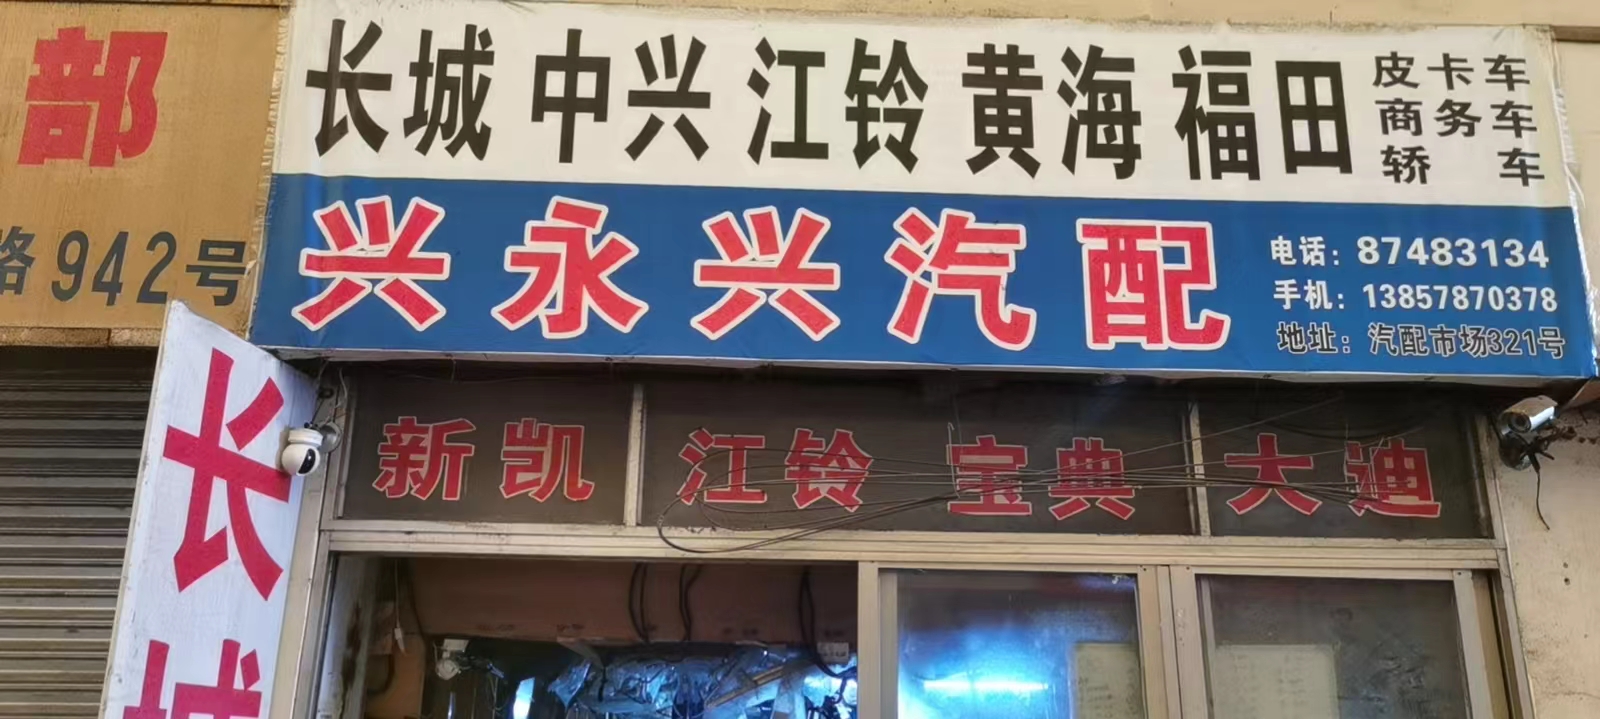 部
路942号
长城 中兴 江铃 黄海 福田
皮卡车
商务车
轿车
兴永兴汽配
电话：87483134
手机：13857870378
地址：汽配市场321号
新凯 江铃 宝典 大迪
长城